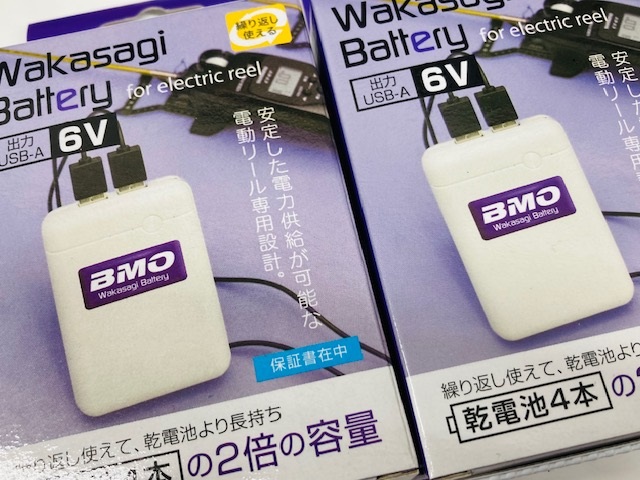 Wakasagi
Battery for electric reel
繰り返し
使える
出力
USB-A 6V
安定した電力供給が可能な
電動リール専用設計。
BMO
Wakasagi Battery
保証書在中
繰り返し使えて、乾電池より長持ち
本の2倍の容量
Wakasagi
Battery for electric reel
出力
USB-A 6V
安定した電力供給
電動リール専用
BMO
Wakasagi Battery
繰り返し使えて、乾電池より
乾電池4本の